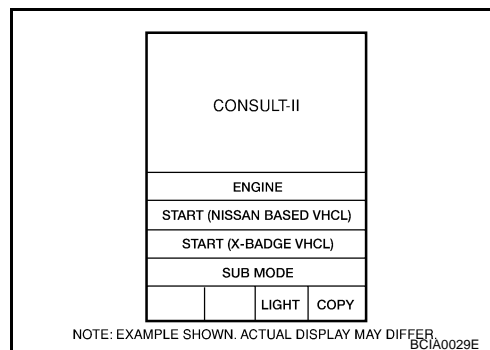 CONSULT-II
ENGINE
START (NISSAN BASED VHCL)
START (X-BADGE VHCL)
SUB MODE
LIGHT COPY
NOTE: EXAMPLE SHOWN. ACTUAL DISPLAY MAY DIFFER.
BCIA0029E